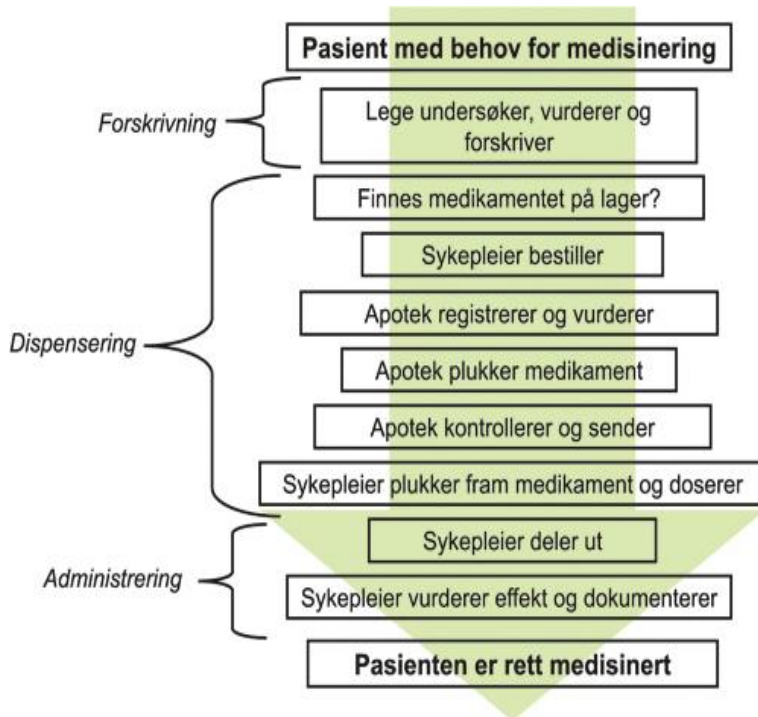 Pasient med behov for medisinering
Forskrivning
Lege undersøker, vurderer og
forskriver
Finnes medikamentet på lager?
Sykepleier bestiller
Apotek registrerer og vurderer
Dispensering
Apotek plukker medikament
Apotek kontrollerer og sender
Sykepleier plukker fram medikament og doserer
Sykepleier deler ut
Administrering
Sykepleier vurderer effekt og dokumenterer
Pasienten er rett medisinert